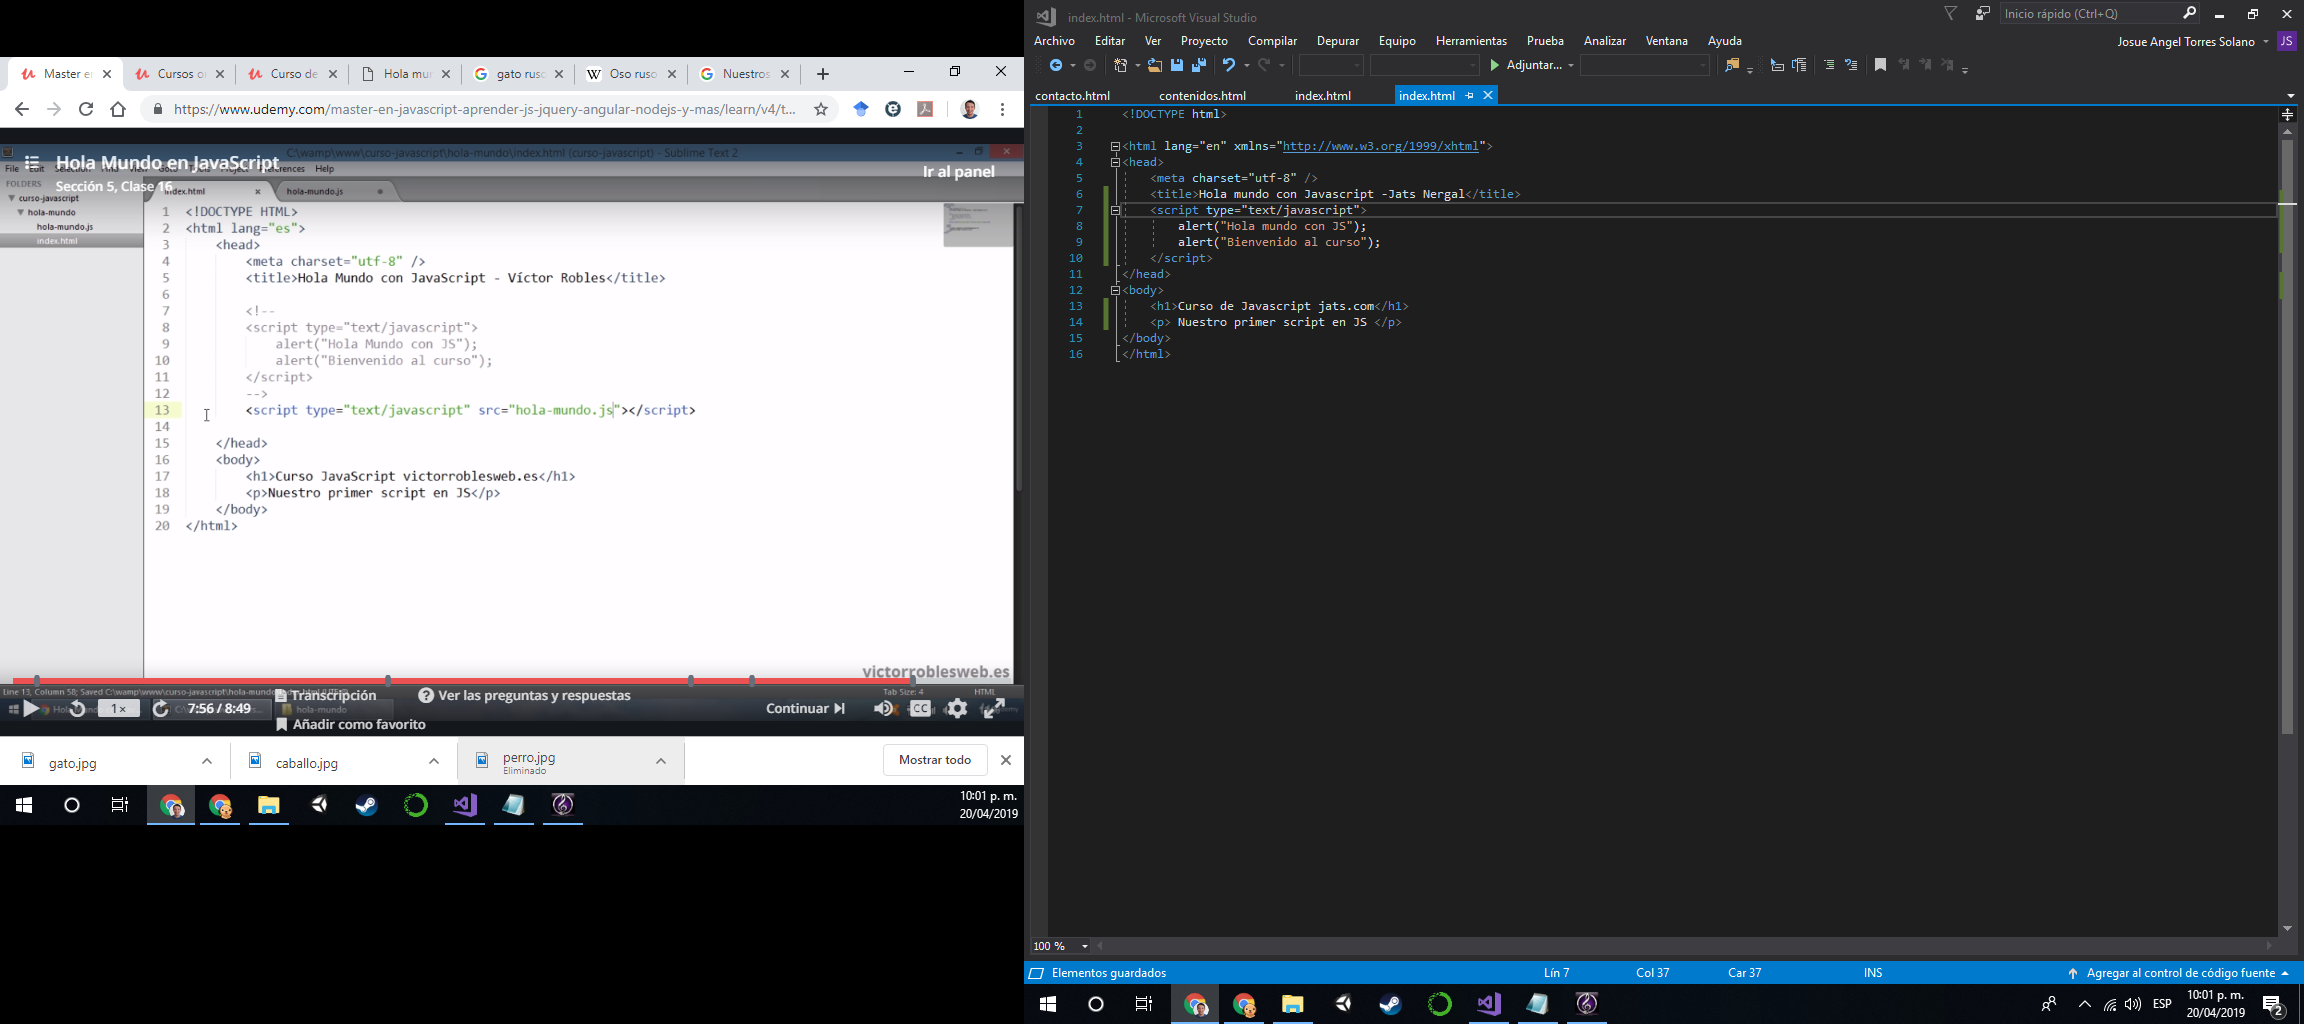 Master e
Cursos o
Curso de
Hola mu
gato ruso
Oso ruso
Nuestros
https://www.udemy.com/master-en-javascript-aprender-js-jquery-angular-nodejs-y-mas/learn/v4/t...
C:\wamp\www\curso-javascript\hola-mundo\index.html (curso-javascript) - Sublime Text 2
Hola Mundo en JavaScript
File Edit Selection Find View Goto Tools Project Preferences Help
Sección 5, Clase 16
Ir al panel
FOLDERS
curso-javascript
hola-mundo
hola-mundo.js
index.html
index.html
hola-mundo.js
1 <!DOCTYPE HTML>
2 <html lang="es">
3 <head>
4 <meta charset="utf-8" />
5 <title>Hola Mundo con JavaScript - Víctor Robles</title>
6
7 <!--
8 <script type="text/javascript">
9 alert("Hola Mundo con JS");
10 alert("Bienvenido al curso");
11 </script>
12 -->
13 <script type="text/javascript" src="hola-mundo.js"></script>
14
15 </head>
16 <body>
17 <h1>Curso JavaScript victorroblesweb.es</h1>
18 <p>Nuestro primer script en JS</p>
19 </body>
20 </html>
victorroblesweb.es
Line 13, Column 58; Saved C:\wamp\www\curso-javascript\hola-mundo
Tab Size: 4
HTML
Transcripción
Ver las preguntas y respuestas
1×
7:56 / 8:49
hola-mundo
Continuar
CC
Añadir como favorito
gato.jpg
caballo.jpg
perro.jpg
Eliminado
Mostrar todo
10:01 p. m.
20/04/2019
index.html - Microsoft Visual Studio
Inicio rápido (Ctrl+Q)
Archivo Editar Ver Proyecto Compilar Depurar Equipo Herramientas Prueba Analizar Ventana Ayuda
Josue Angel Torres Solano
JS
Adjuntar...
contacto.html
contenidos.html
index.html
index.html
1 <!DOCTYPE html>
2
3 <html lang="en" xmlns="http://www.w3.org/1999/xhtml">
4 <head>
5 <meta charset="utf-8" />
6 <title>Hola mundo con Javascript -Jats Nergal</title>
7 <script type="text/javascript">
8 alert("Hola mundo con JS");
9 alert("Bienvenido al curso");
10 </script>
11 </head>
12 <body>
13 <h1>Curso de Javascript jats.com</h1>
14 <p> Nuestro primer script en JS </p>
15 </body>
16 </html>
100 %
Elementos guardados
Lín 7
Col 37
Car 37
INS
Agregar al control de código fuente
ESP
10:01 p. m.
20/04/2019
2